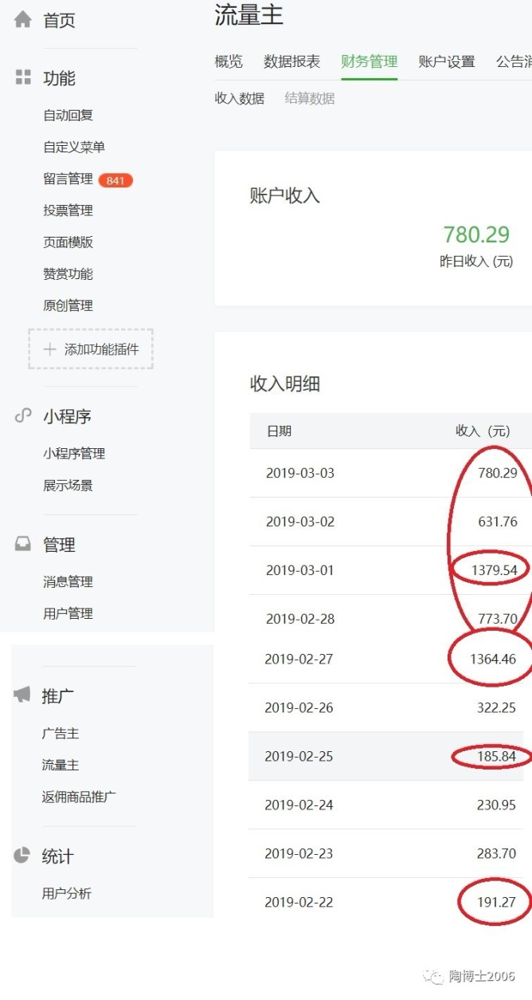 首页
功能
自动回复
自定义菜单
留言管理 841
投票管理
页面模版
赞赏功能
原创管理
添加功能插件
小程序
小程序管理
展示场景
管理
消息管理
用户管理
推广
广告主
流量主
返佣商品推广
统计
用户分析
流量主
概览 数据报表 财务管理 账户设置 公告消
收入数据 结算数据
账户收入
780.29
昨日收入 (元)
收入明细
日期 收入 (元)
2019-03-03 780.29
2019-03-02 631.76
2019-03-01 1379.54
2019-02-28 773.70
2019-02-27 1364.46
2019-02-26 322.25
2019-02-25 185.84
2019-02-24 230.95
2019-02-23 283.70
2019-02-22 191.27
陶博士2006